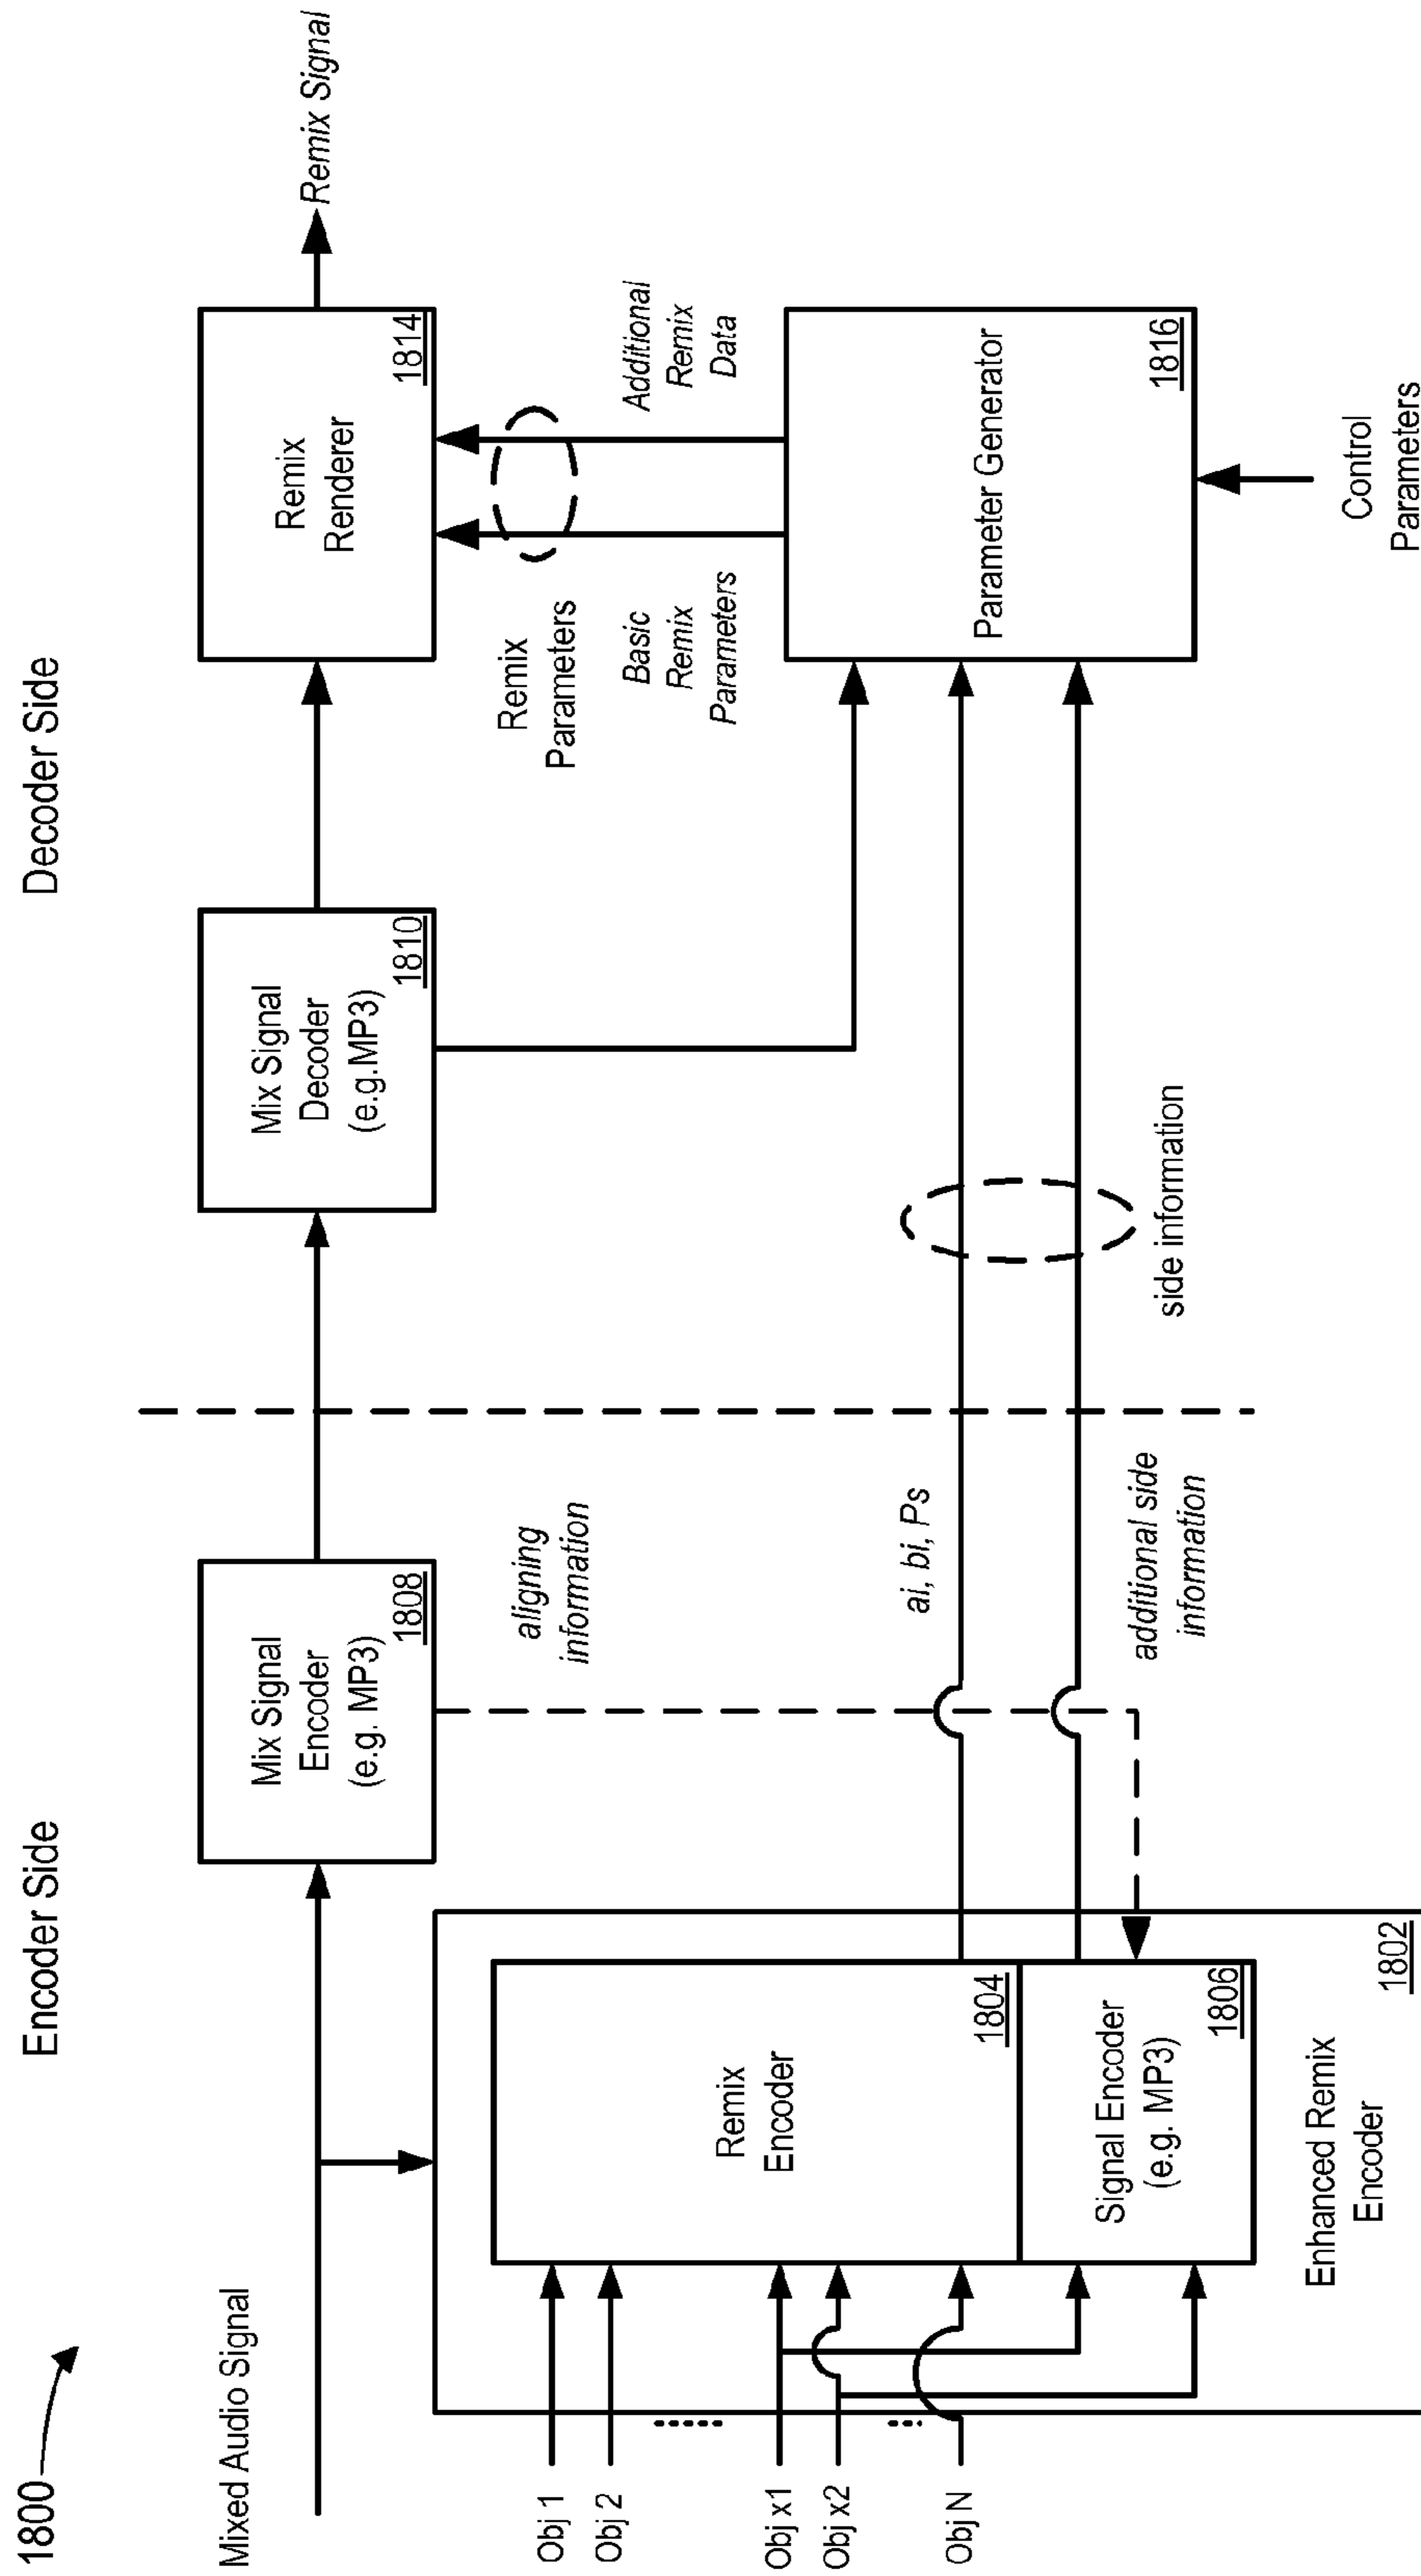 1800
Encoder Side
Decoder Side
Mixed Audio Signal
Mix Signal
Encoder
(e.g. MP3)
1808
Mix Signal
Decoder
(e.g.MP3)
1810
Remix
Renderer
1814
Remix Signal
aligning
information
Remix
Parameters
Basic
Remix
Parameters
Additional
Remix
Data
Obj 1
Obj 2
Obj x1
Obj x2
Obj N
Remix
Encoder
1804
Signal Encoder
(e.g. MP3)
1806
Enhanced Remix
Encoder
1802
ai, bi, Ps
additional side
information
side information
Parameter Generator
1816
Control
Parameters